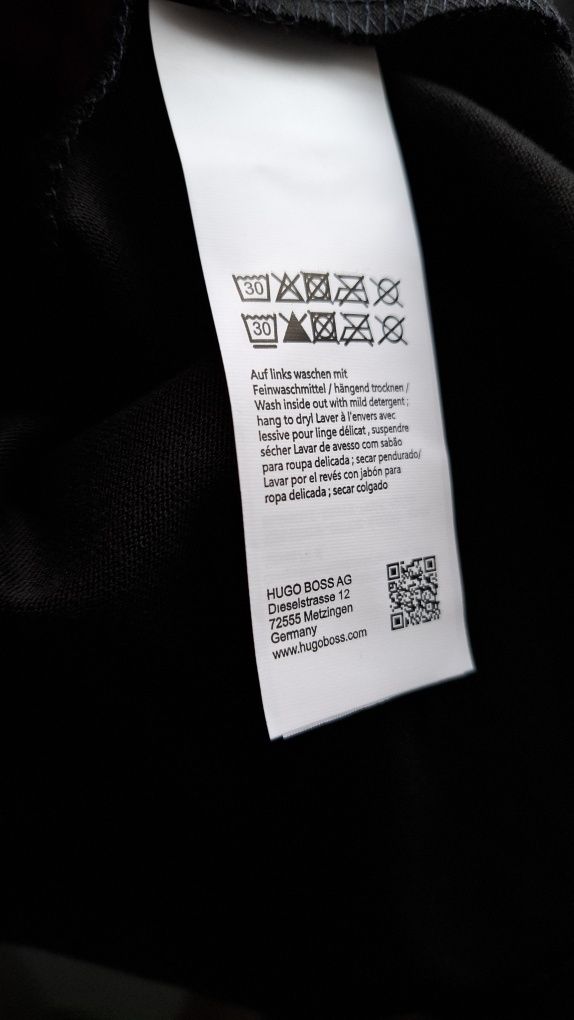 30
30
Auf links waschen mit
Feinwaschmittel / hängend trocknen /
Wash inside out with mild detergent ;
hang to dry! Laver à l'envers avec
lessive pour linge délicat , suspendre
sécher Lavar de avesso com sabão
para roupa delicada ; secar pendurado/
Lavar por el revés con jabón para
ropa delicada ; secar colgado
HUGO BOSS AG
Dieselstrasse 12
72555 Metzingen
Germany
www.hugoboss.com